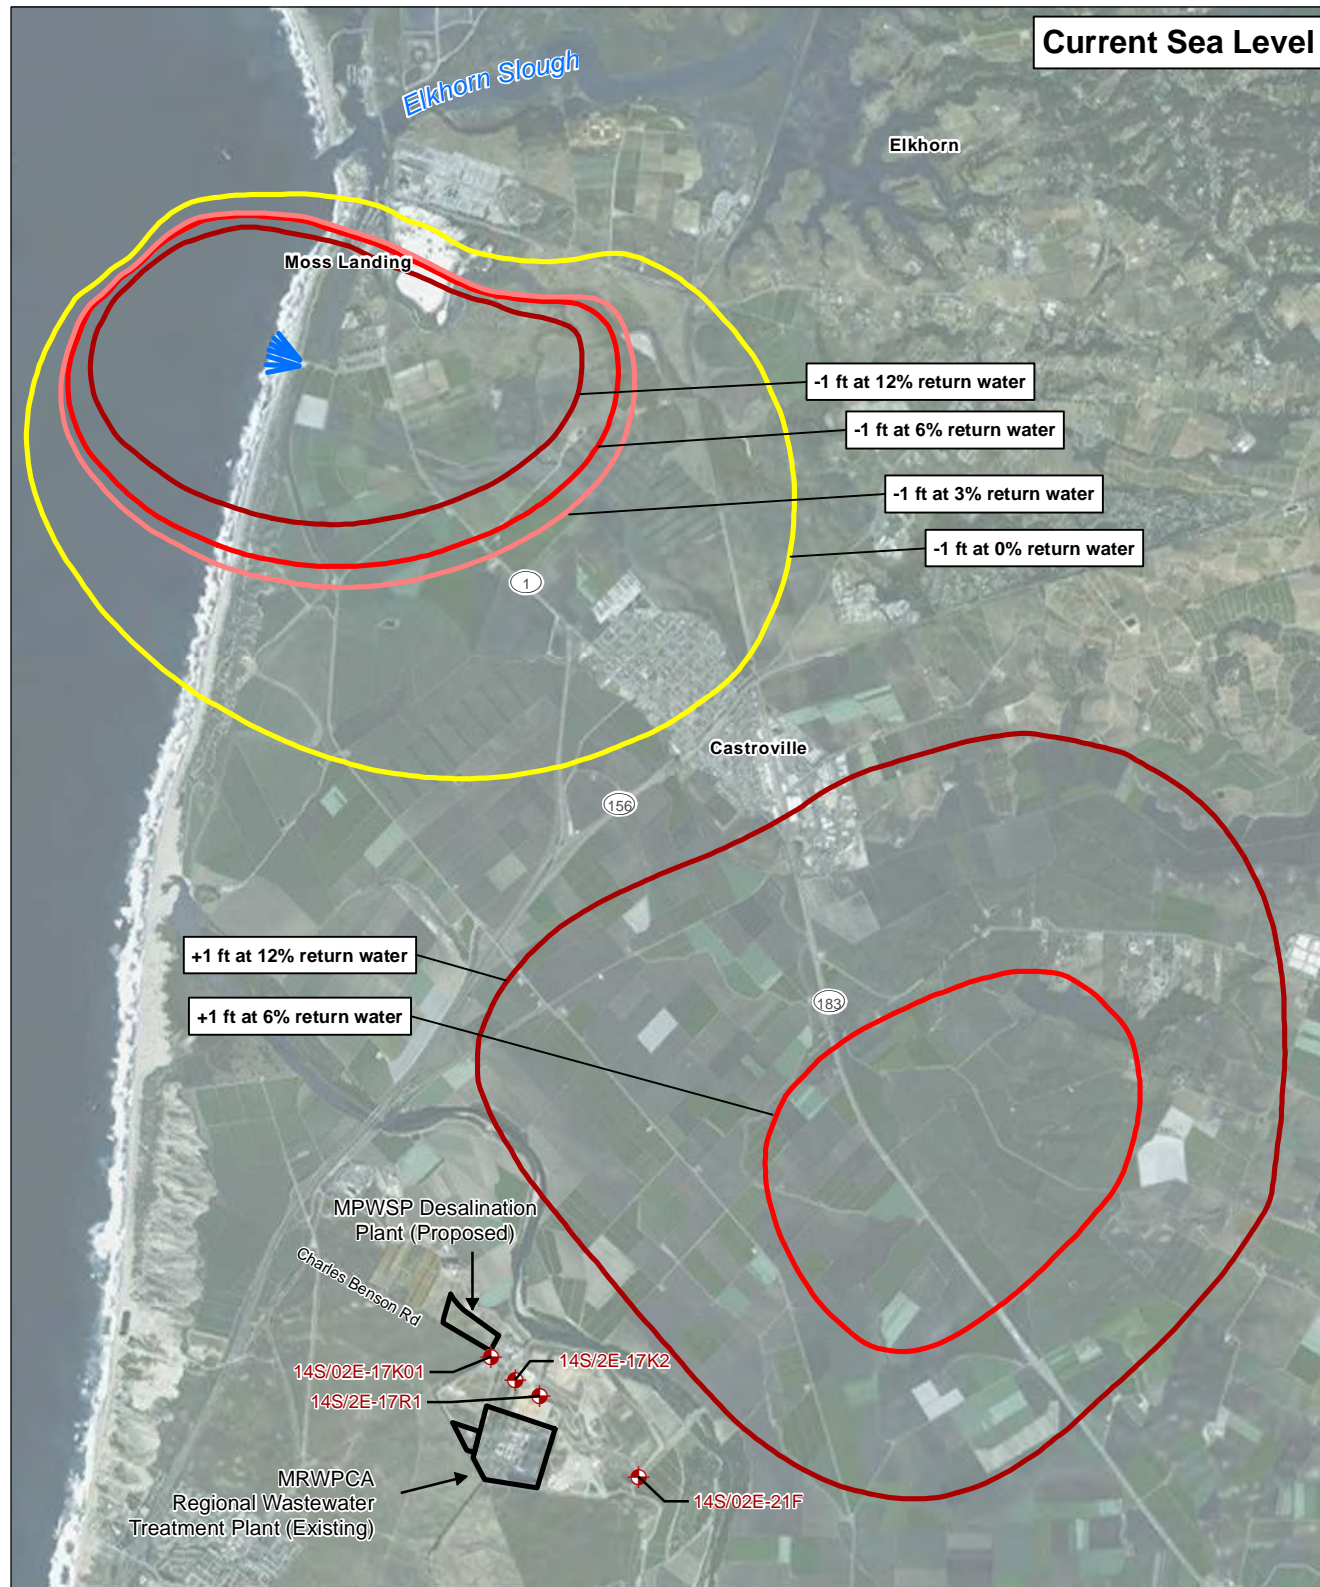 Current Sea Level
Elkhorn Slough
Elkhorn
Moss Landing
-1 ft at 12% return water
-1 ft at 6% return water
-1 ft at 3% return water
-1 ft at 0% return water
1
Castroville
156
+1 ft at 12% return water
183
+1 ft at 6% return water
MPWSP Desalination
Plant (Proposed)
Charles Benson Rd
14S/02E-17K01
14S/2E-17K2
14S/2E-17R1
MRWPCA
Regional Wastewater
Treatment Plant (Existing)
14S/02E-21F